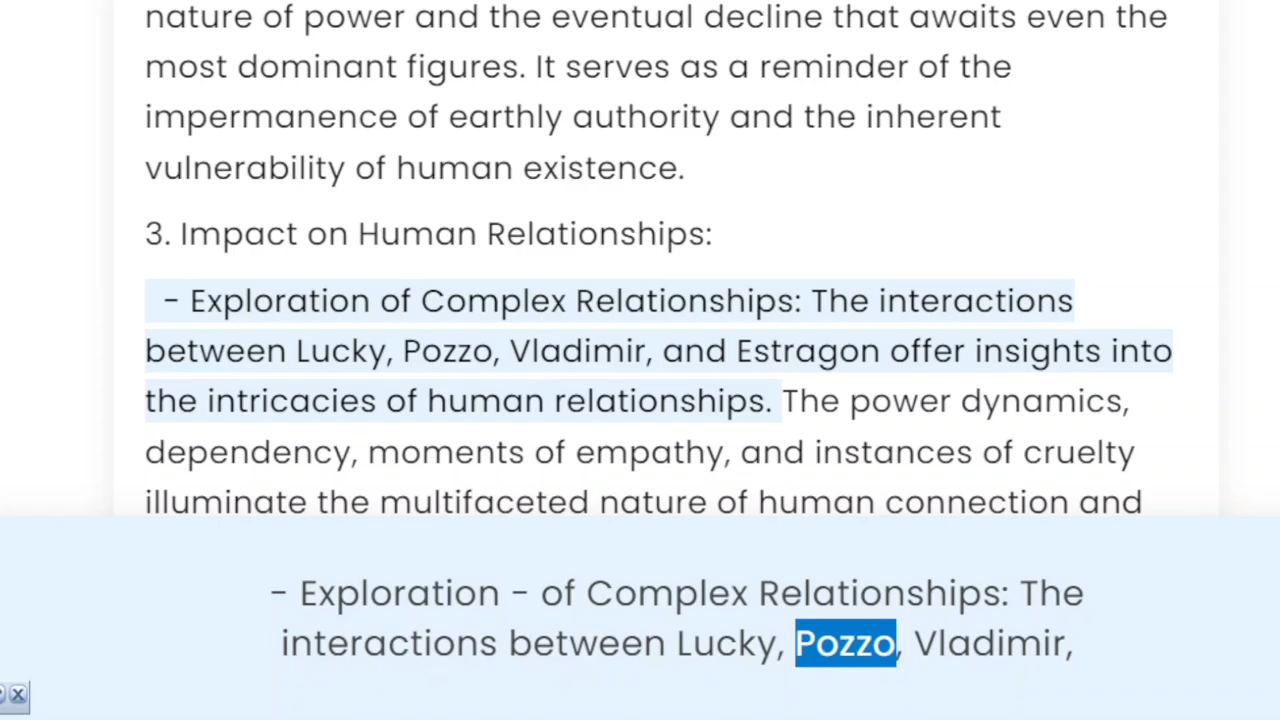 nature of power and the eventual decline that awaits even the
most dominant figures. It serves as a reminder of the
impermanence of earthly authority and the inherent
vulnerability of human existence.
3. Impact on Human Relationships:
- Exploration of Complex Relationships: The interactions
between Lucky, Pozzo, Vladimir, and Estragon offer insights into
the intricacies of human relationships. The power dynamics,
dependency, moments of empathy, and instances of cruelty
illuminate the multifaceted nature of human connection and
- Exploration - of Complex Relationships: The
interactions between Lucky, Pozzo, Vladimir,